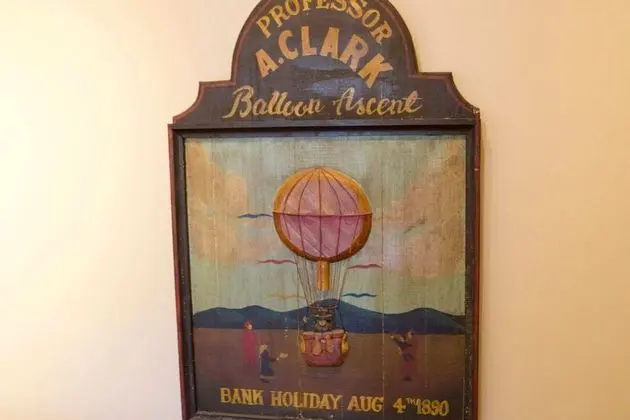 PROFESSOR
A. CLARK
Balloon Ascent
BANK HOLIDAY AUG 4TH 1890